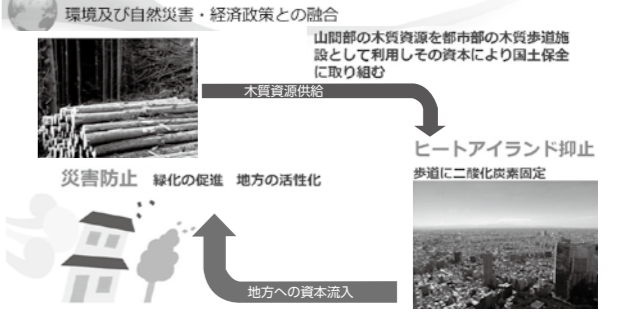 環境及び自然災害・経済政策との融合
山間部の木質資源を都市部の木質歩道施
設として利用しその資本により国土保全
に取り組む
木質資源供給
ヒートアイランド抑止
歩道に二酸化炭素固定
災害防止 緑化の促進 地方の活性化
地方への資本流入